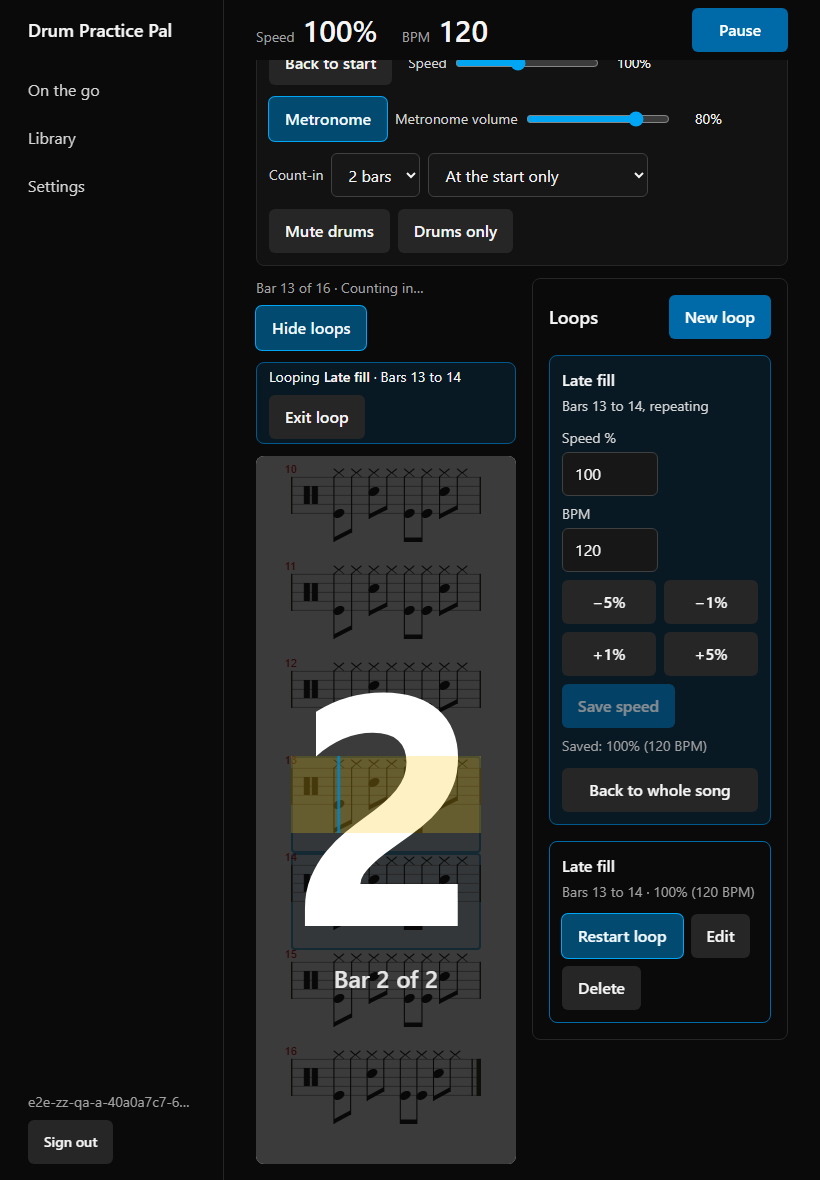 Drum Practice Pal
On the go
Library
Settings
e2e-zz-qa-a-40a0a7c7-6...
Sign out
Speed 100% BPM 120
Pause
Back to start Speed 100%
Metronome Metronome volume 80%
Count-in 2 bars At the start only
Mute drums Drums only
Bar 13 of 16 · Counting in...
Hide loops
Looping Late fill · Bars 13 to 14
Exit loop
10
11
12
13
14
15
16
2
Bar 2 of 2
Loops New loop
Late fill
Bars 13 to 14, repeating
Speed %
100
BPM
120
−5% −1%
+1% +5%
Save speed
Saved: 100% (120 BPM)
Back to whole song
Late fill
Bars 13 to 14 · 100% (120 BPM)
Restart loop Edit
Delete